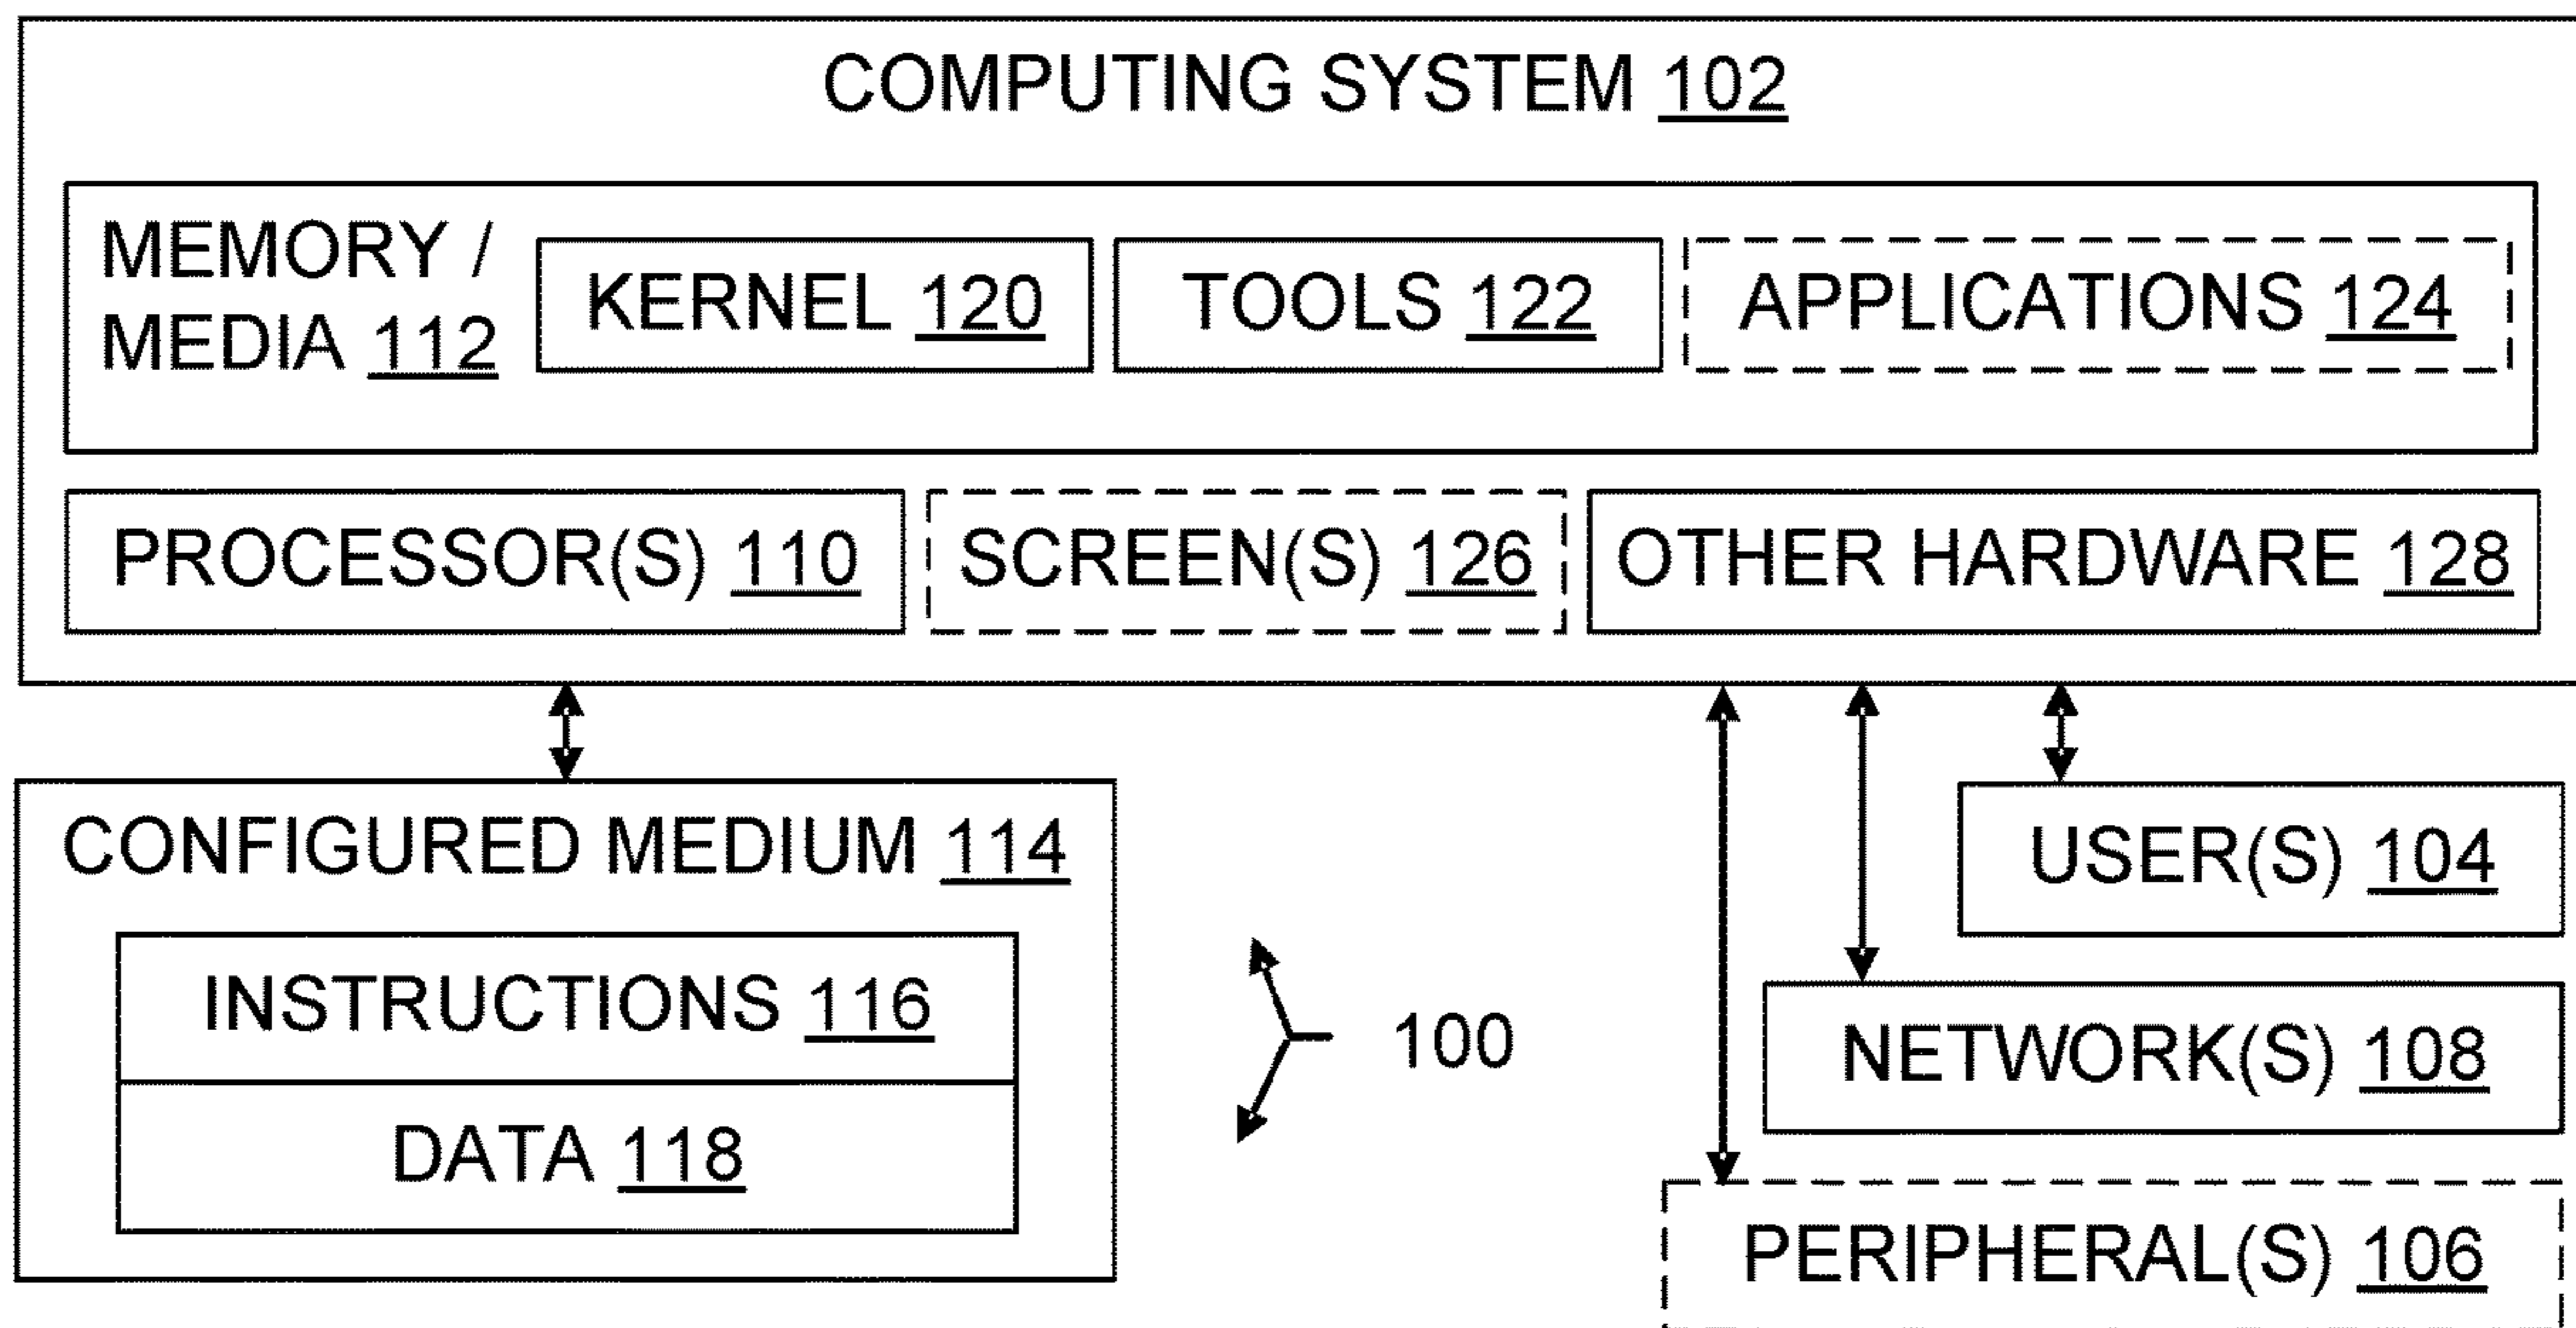 COMPUTING SYSTEM 102
MEMORY /
MEDIA 112
KERNEL 120
TOOLS 122
APPLICATIONS 124
PROCESSOR(S) 110
SCREEN(S) 126
OTHER HARDWARE 128
CONFIGURED MEDIUM 114
INSTRUCTIONS 116
DATA 118
100
USER(S) 104
NETWORK(S) 108
PERIPHERAL(S) 106